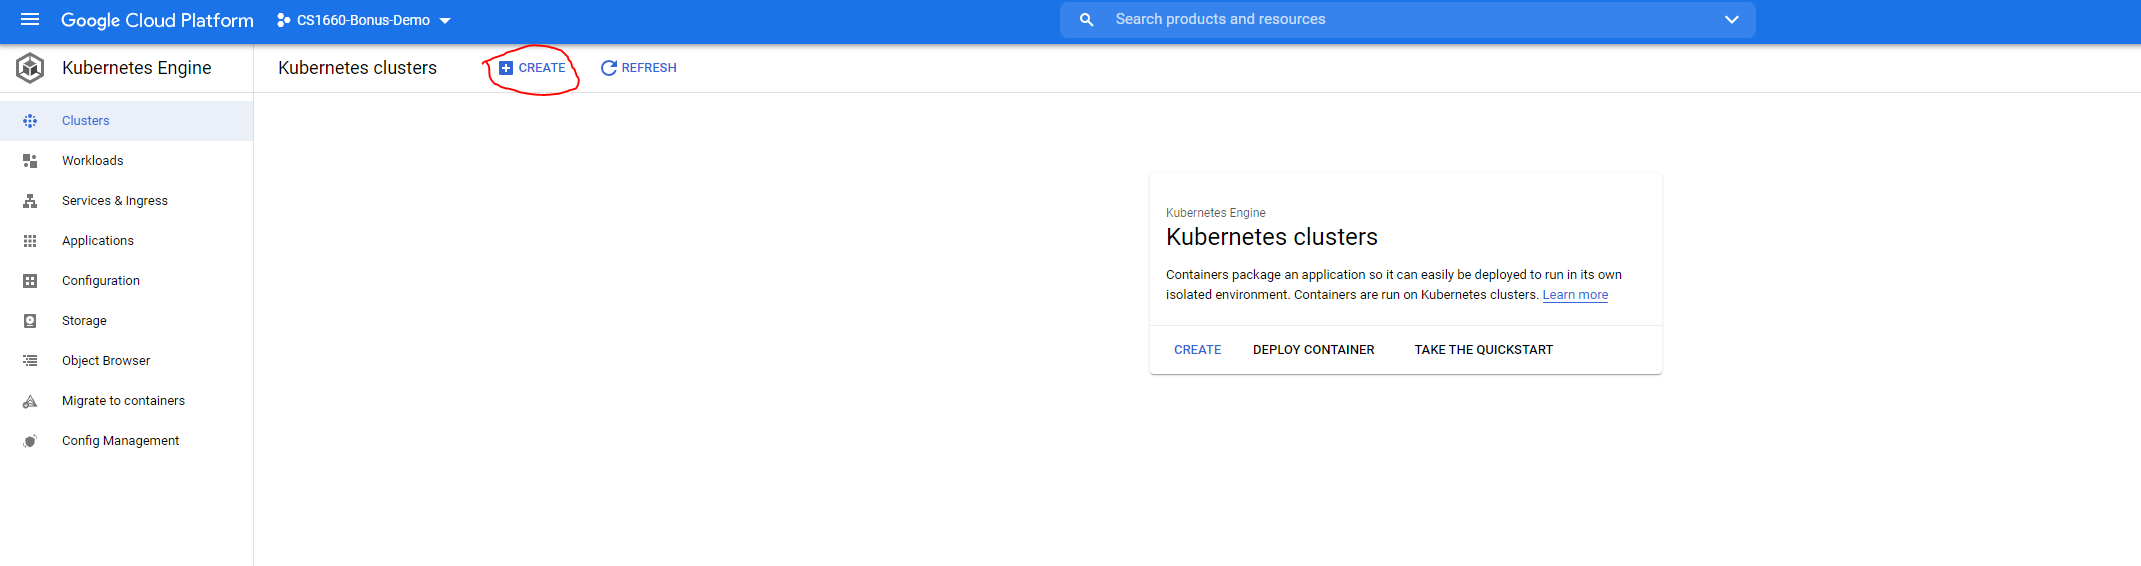 Google Cloud Platform CS1660-Bonus-Demo Search products and resources
Kubernetes Engine
Kubernetes clusters CREATE REFRESH
Clusters
Workloads
Services & Ingress
Applications
Configuration
Storage
Object Browser
Migrate to containers
Config Management
Kubernetes Engine
Kubernetes clusters
Containers package an application so it can easily be deployed to run in its own
isolated environment. Containers are run on Kubernetes clusters. Learn more
CREATE DEPLOY CONTAINER TAKE THE QUICKSTART